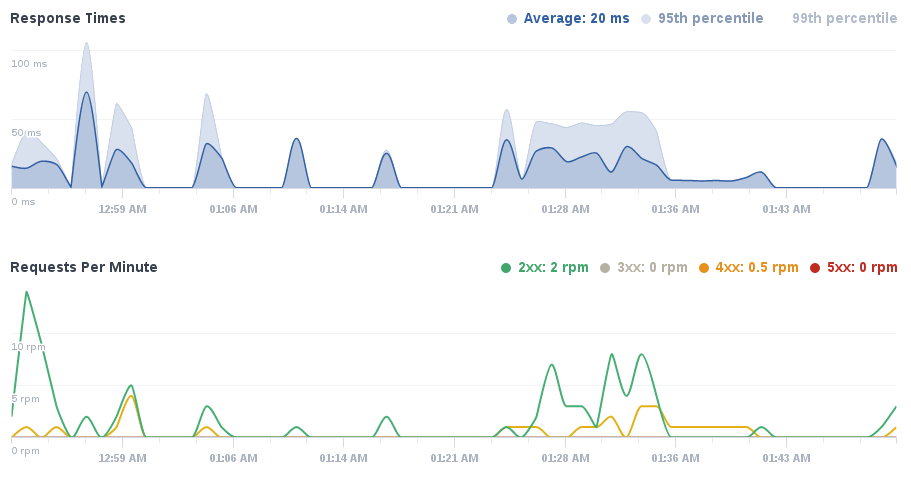 Response Times
Average: 20 ms 95th percentile 99th percentile
100 ms
50 ms
0 ms
12:59 AM 01:06 AM 01:14 AM 01:21 AM 01:28 AM 01:36 AM 01:43 AM
Requests Per Minute
2xx: 2 rpm 3xx: 0 rpm 4xx: 0.5 rpm 5xx: 0 rpm
10 rpm
5 rpm
0 rpm
12:59 AM 01:06 AM 01:14 AM 01:21 AM 01:28 AM 01:36 AM 01:43 AM